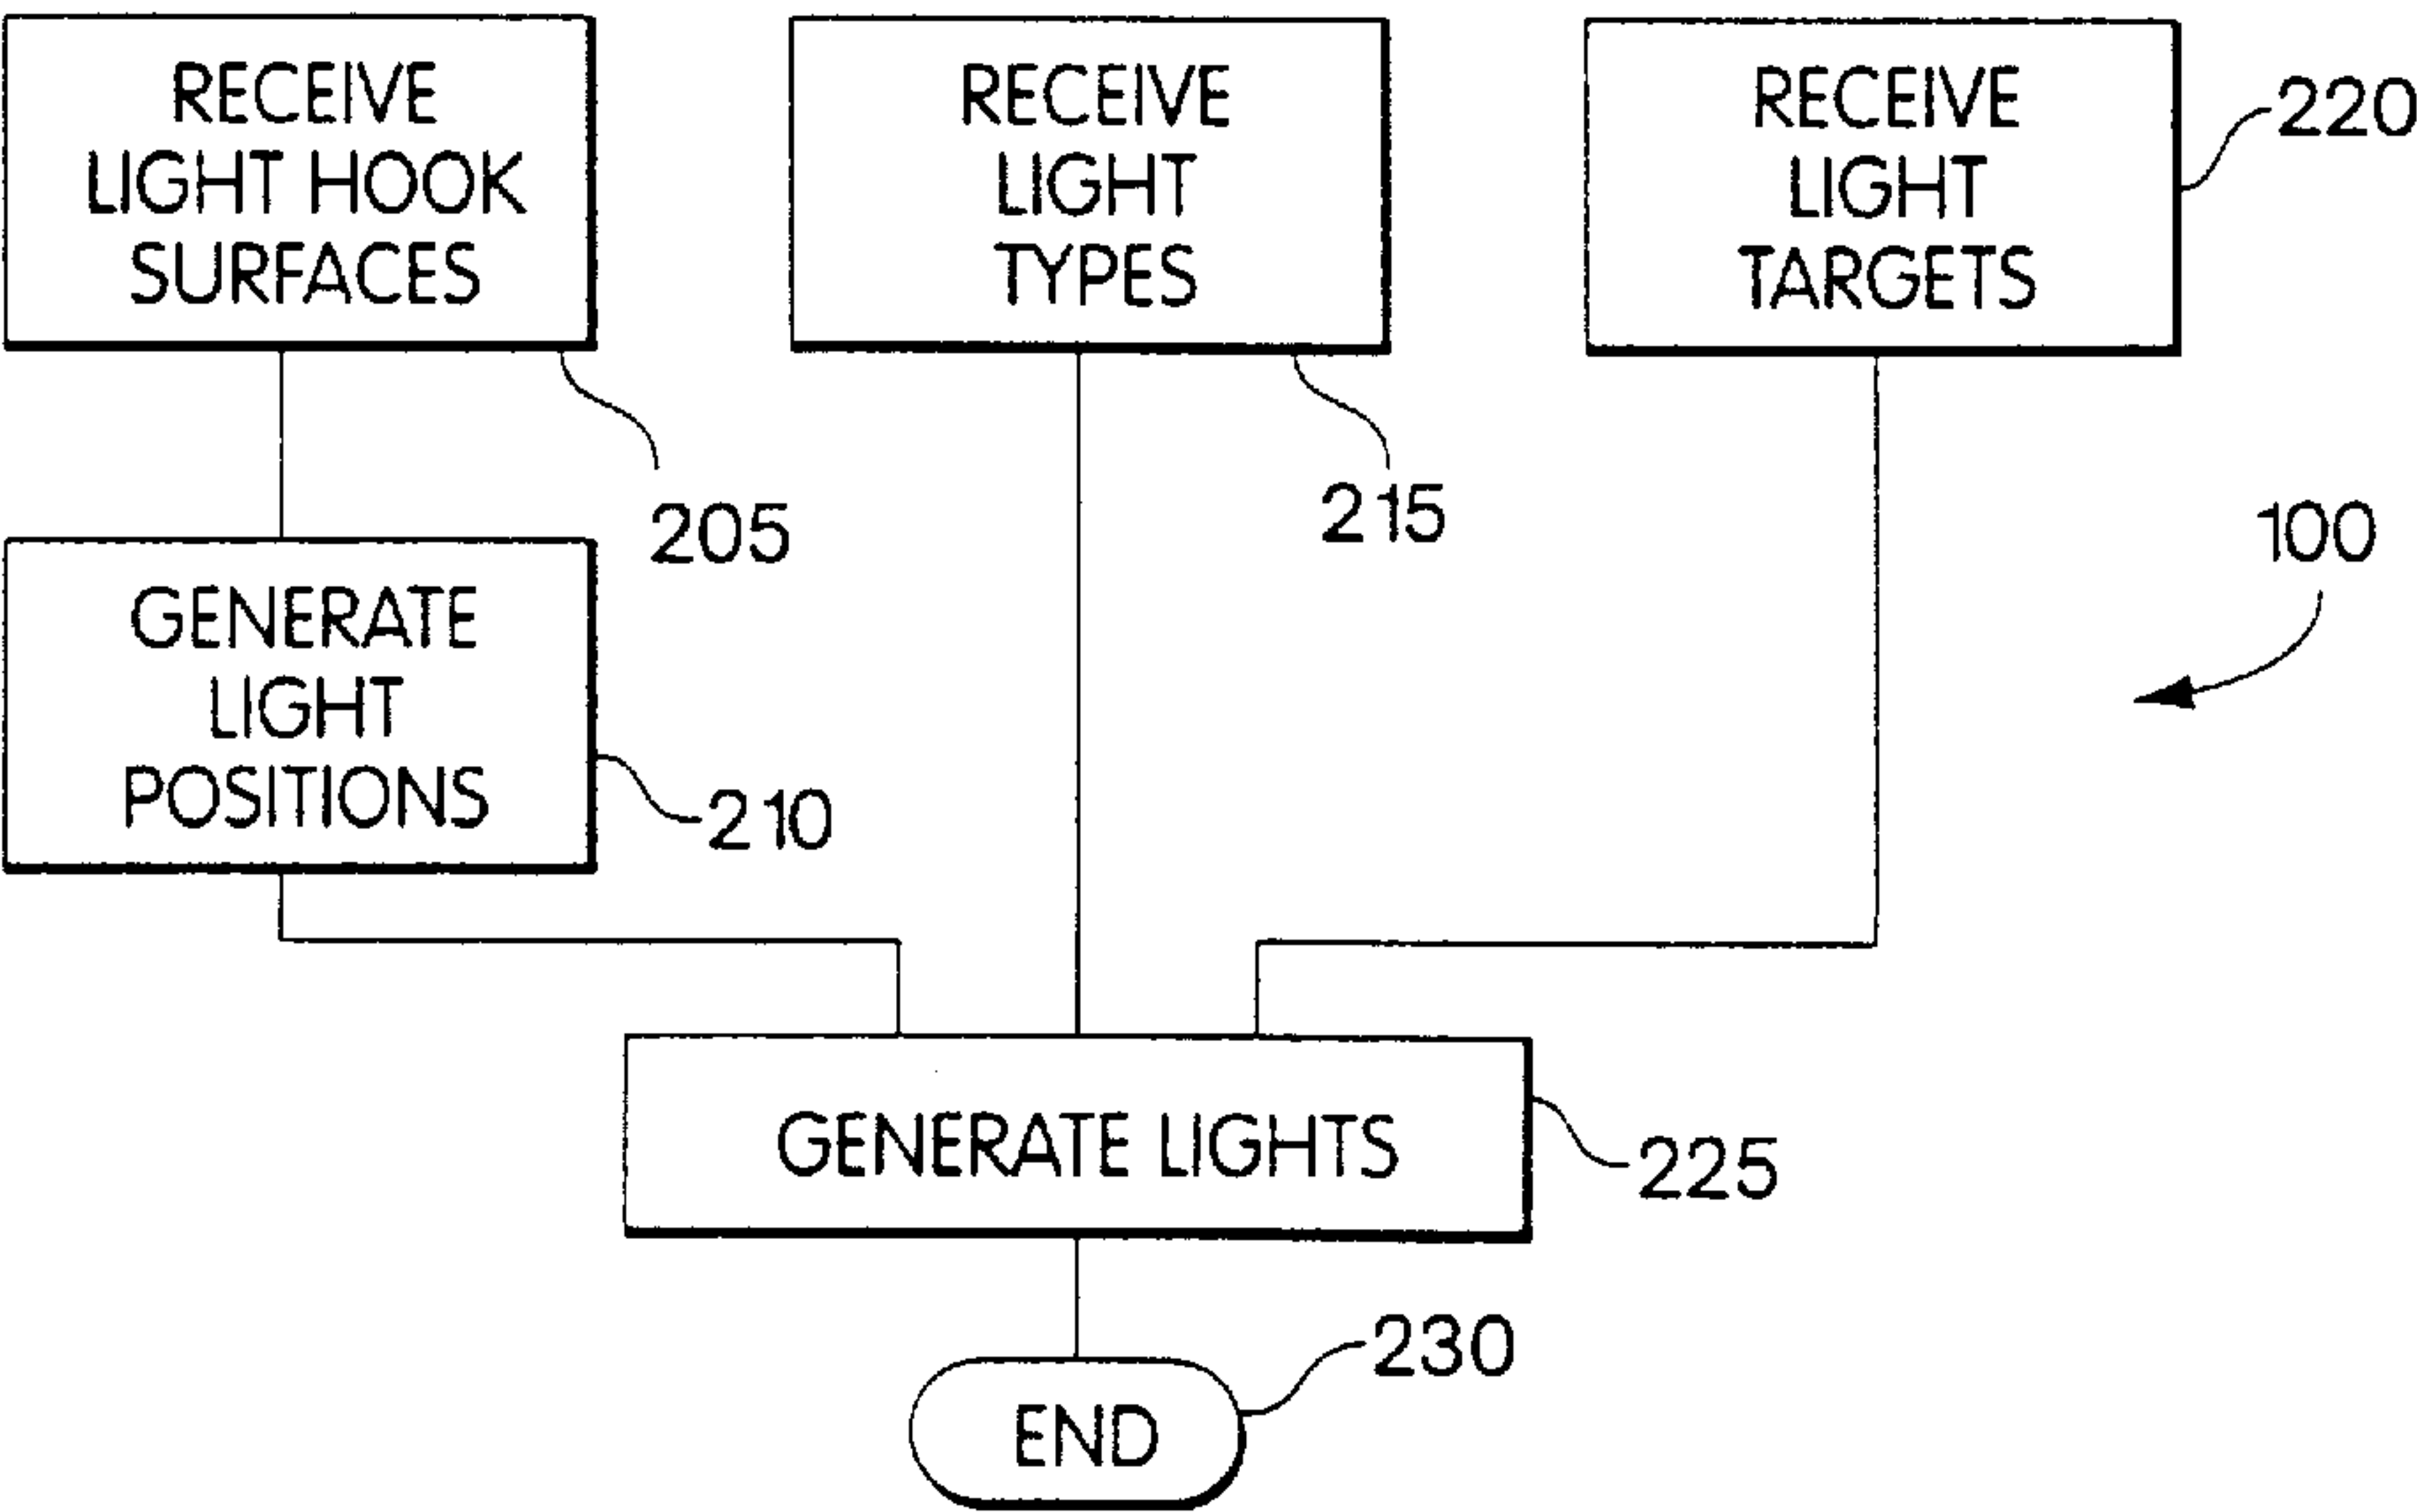 RECEIVE
LIGHT HOOK
SURFACES
205
RECEIVE
LIGHT
TYPES
215
RECEIVE
LIGHT
TARGETS
220
100
GENERATE
LIGHT
POSITIONS
210
GENERATE LIGHTS
225
END
230